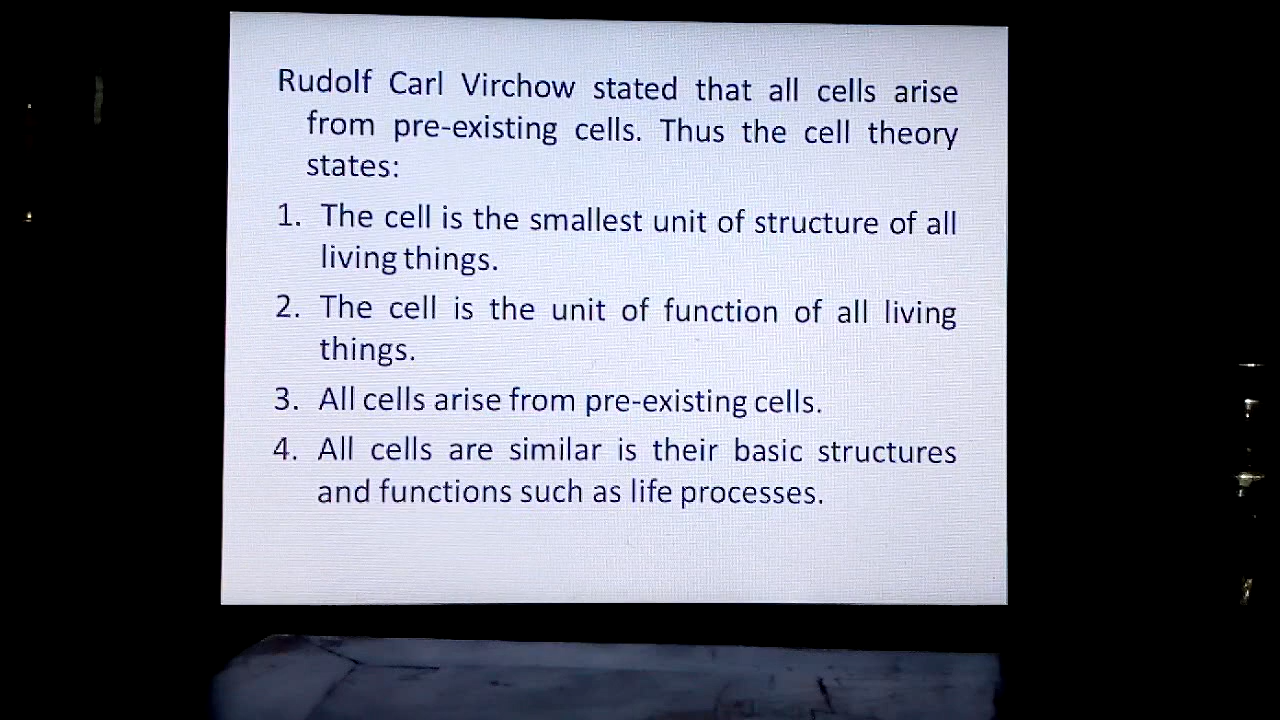 Rudolf Carl Virchow stated that all cells arise
from pre-existing cells. Thus the cell theory
states:
1. The cell is the smallest unit of structure of all
living things.
2. The cell is the unit of function of all living
things.
3. All cells arise from pre-existing cells.
4. All cells are similar is their basic structures
and functions such as life processes.